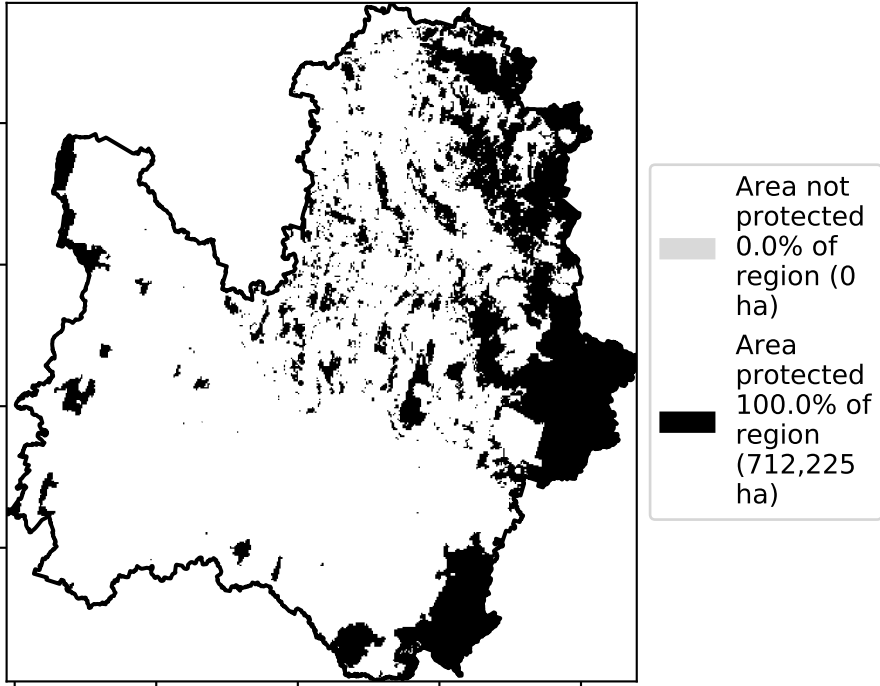 Area not
protected
0.0% of
region (0
ha)
Area
protected
100.0% of
region
(712,225
ha)